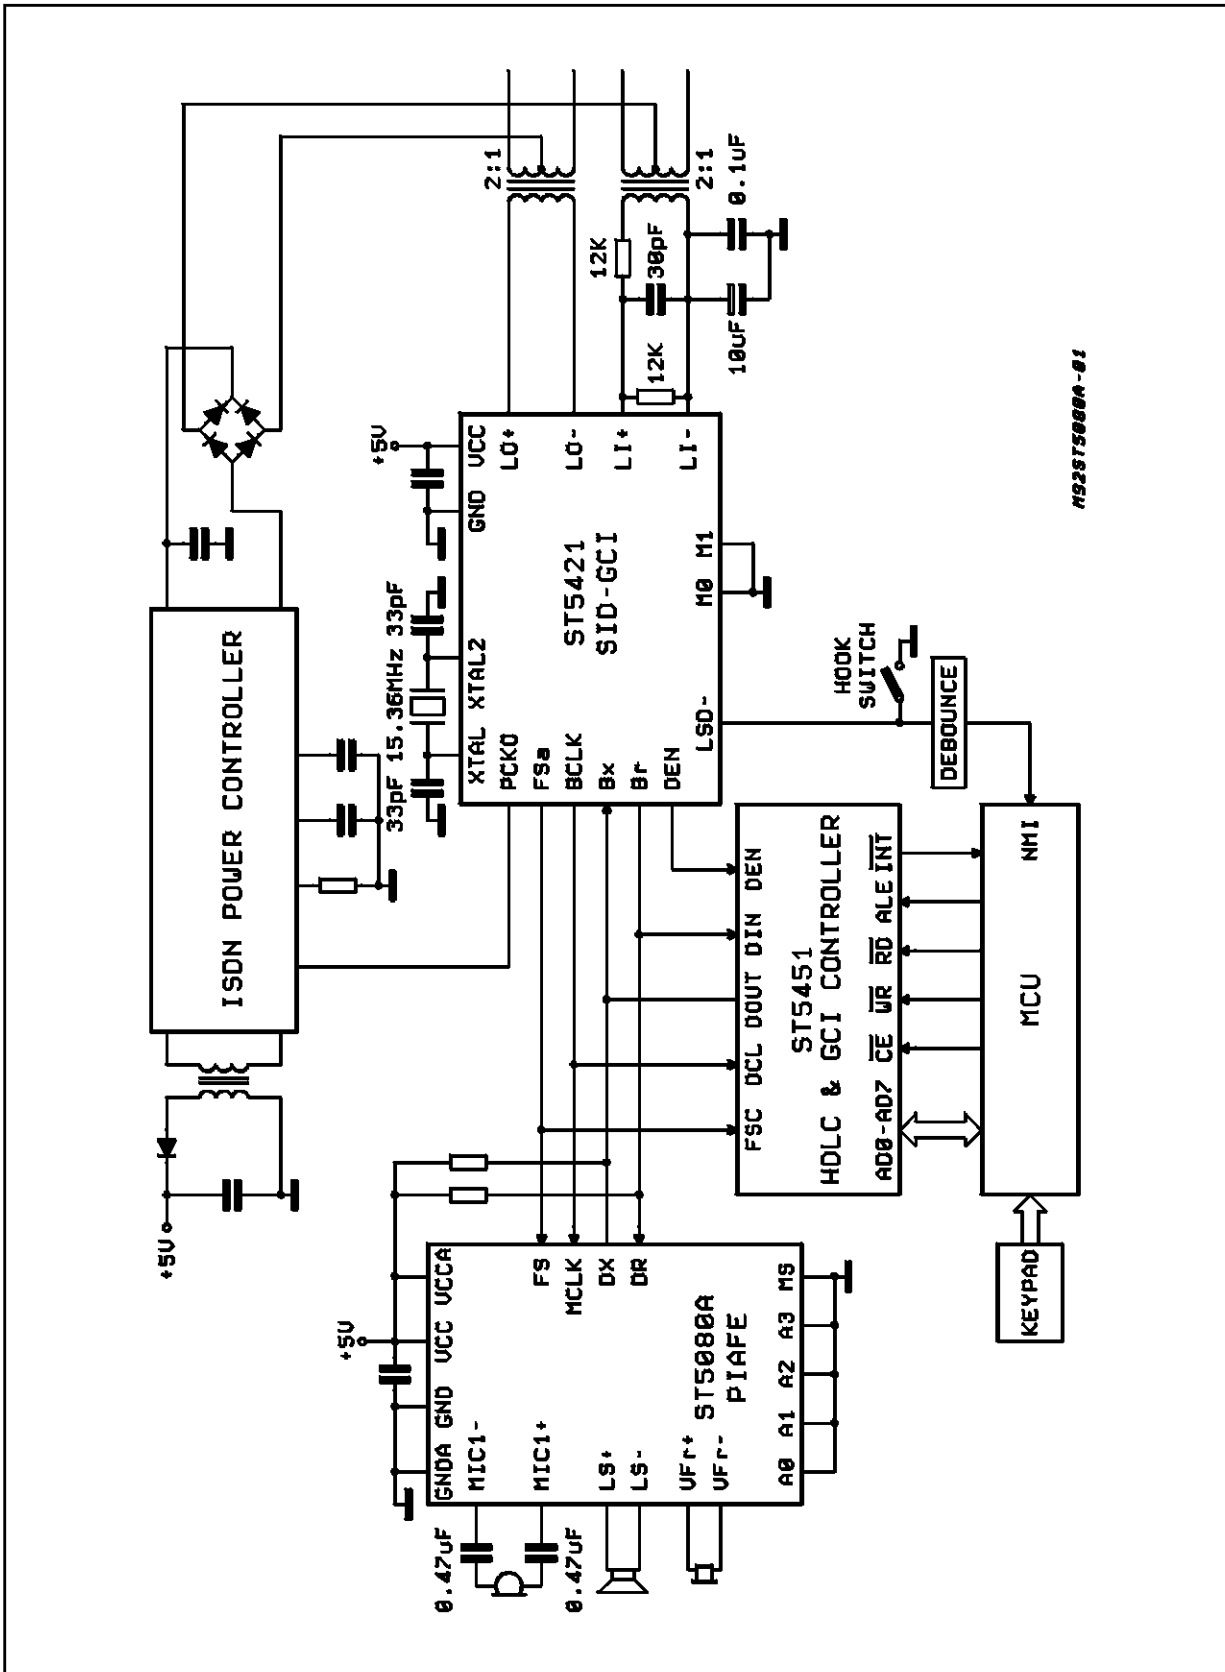 +5V
ISDN POWER CONTROLLER
+5V
33pF
15.36MHz
33pF
XTAL
XTAL2
GND
VCC
PCKO
FSa
BCLK
Bx
Br
DEN
LSD-
M0
M1
LO+
LO-
LI+
LI-
ST5421
SID-GCI
2:1
2:1
12K
30pF
0.1uF
12K
10uF
HOOK
SWITCH
DEBOUNCE
+5V
GNDA
GND
VCC
VCCA
MIC1-
MIC1+
LS+
LS-
VFr+
VFr-
FS
MCLK
DX
DR
ST5080A
PIAFE
A0
A1
A2
A3
MS
0.47uF
0.47uF
FSC
DCL
DOUT
DIN
DEN
ST5451
HDLC & GCI CONTROLLER
AD0-AD7
CE
WR
RD
ALE
INT
NMI
MCU
KEYPAD
M92ST5080A-01